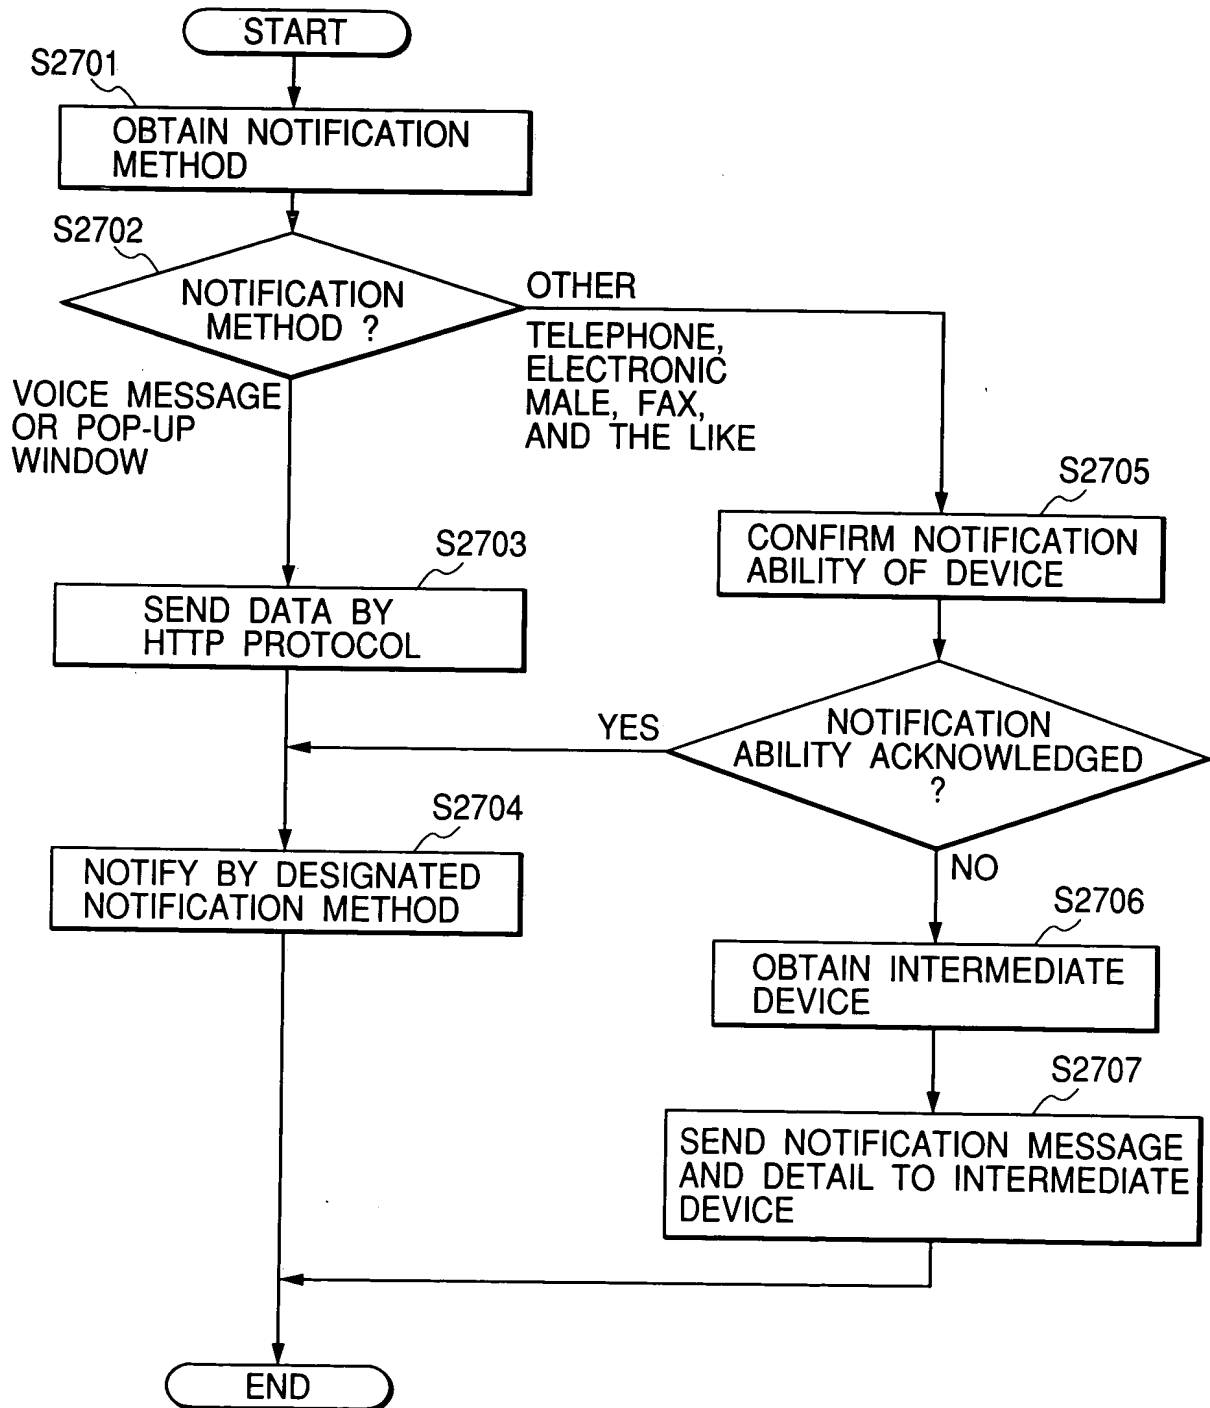 START
S2701
OBTAIN NOTIFICATION
METHOD
S2702
NOTIFICATION
METHOD ?
OTHER
TELEPHONE,
ELECTRONIC
MALE, FAX,
AND THE LIKE
VOICE MESSAGE
OR POP-UP
WINDOW
S2703
SEND DATA BY
HTTP PROTOCOL
S2705
CONFIRM NOTIFICATION
ABILITY OF DEVICE
NOTIFICATION
ABILITY ACKNOWLEDGED
?
YES
NO
S2704
NOTIFY BY DESIGNATED
NOTIFICATION METHOD
S2706
OBTAIN INTERMEDIATE
DEVICE
S2707
SEND NOTIFICATION MESSAGE
AND DETAIL TO INTERMEDIATE
DEVICE
END